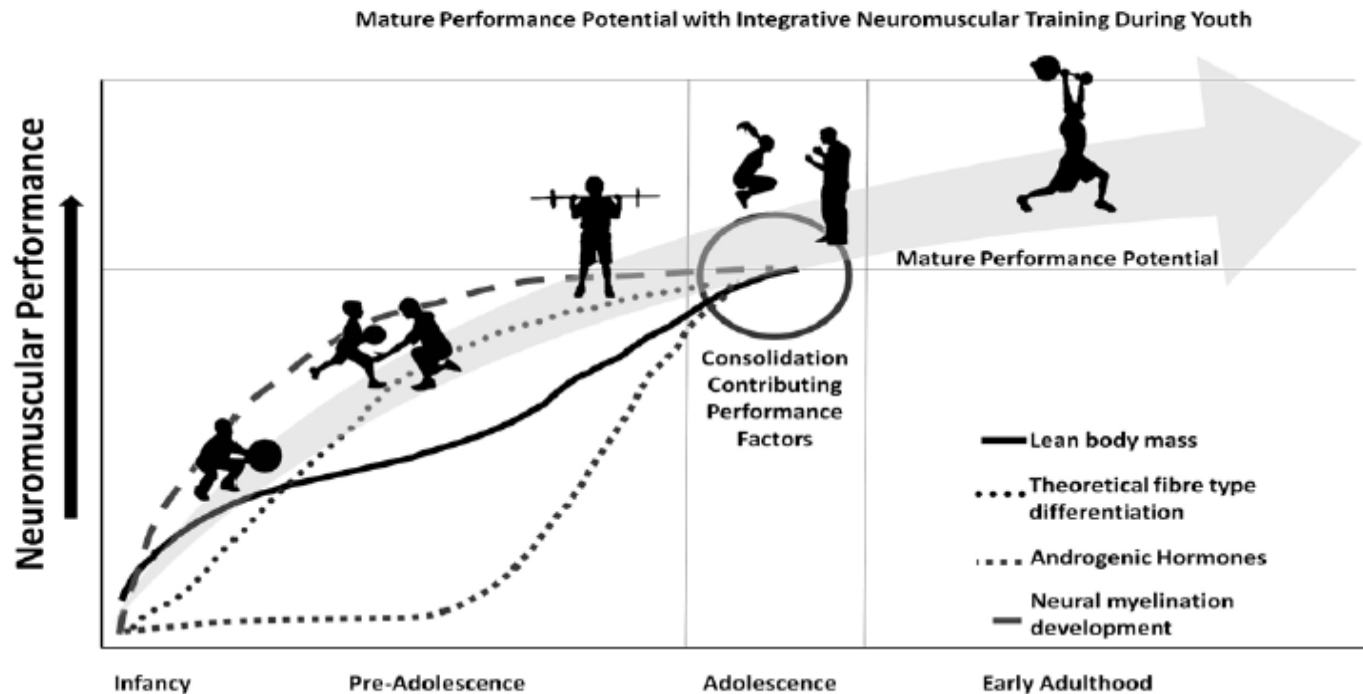 Mature Performance Potential with Integrative Neuromuscular Training During Youth
Neuromuscular Performance
Mature Performance Potential
Consolidation
Contributing
Performance
Factors
Lean body mass
Theoretical fibre type
differentiation
Androgenic Hormones
Neural myelination
development
Infancy
Pre-Adolescence
Adolescence
Early Adulthood